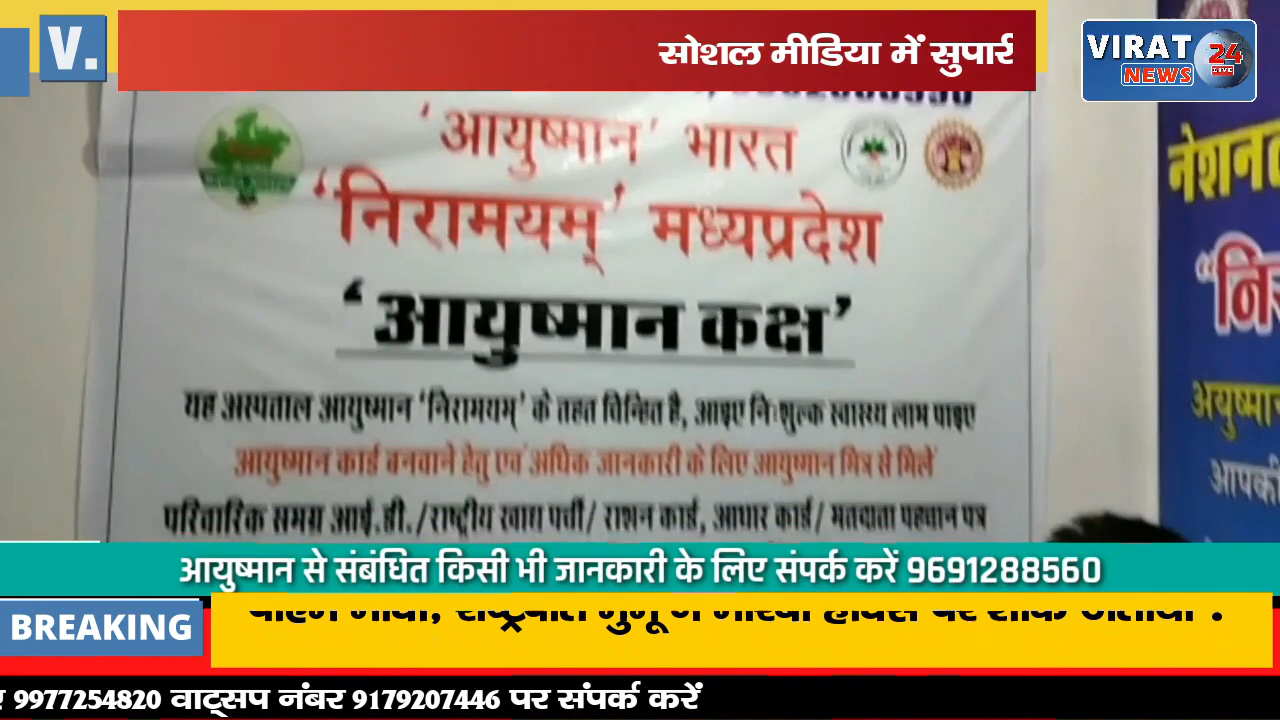 V.
सोशल मीडिया में सुपारी
VIRAT
NEWS
24
LIVE
'आयुष्मान' भारत
'निरामयम्' मध्यप्रदेश
'आयुष्मान कक्ष'
यह अस्पताल आयुष्मान 'निरामयम्' के तहत चिन्हित है, आइए निःशुल्क स्वास्थ्य लाभ पाइए
आयुष्मान कार्ड बनवाने हेतु एवं अधिक जानकारी के लिए आयुष्मान मित्र से मिलें
परिवारिक समग्र आई.डी./राष्ट्रीय खाद्य पर्ची/ राशन कार्ड, आधार कार्ड/ मतदाता पहचान पत्र
नेशनल
"नि
अयुष्मान
आपकी
आयुष्मान से संबंधित किसी भी जानकारी के लिए संपर्क करें 9691288560
BREAKING
9977254820 वाट्सप नंबर 9179207446 पर संपर्क करें